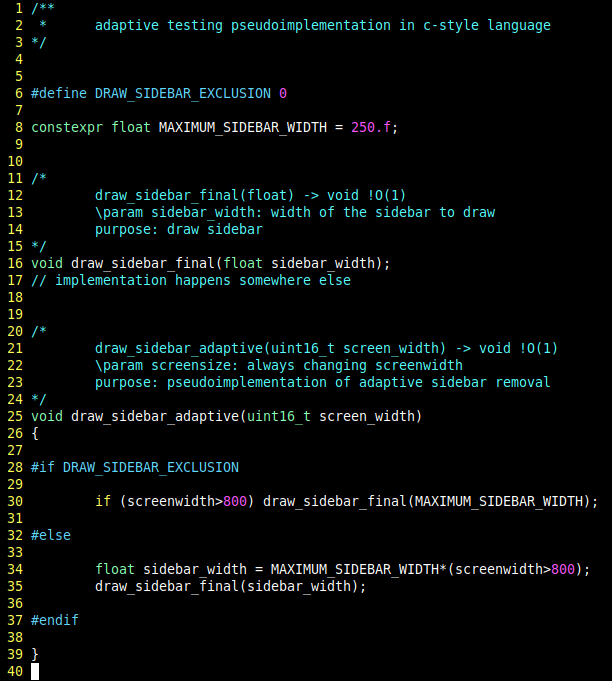 1 /**
2  *      adaptive testing pseudoimplementation in c-style language
3 */
4
5
6 #define DRAW_SIDEBAR_EXCLUSION 0
7
8 constexpr float MAXIMUM_SIDEBAR_WIDTH = 250.f;
9
10
11 /*
12         draw_sidebar_final(float) -> void !O(1)
13         \param sidebar_width: width of the sidebar to draw
14         purpose: draw sidebar
15 */
16 void draw_sidebar_final(float sidebar_width);
17 // implementation happens somewhere else
18
19
20 /*
21         draw_sidebar_adaptive(uint16_t screen_width) -> void !O(1)
22         \param screensize: always changing screenwidth
23         purpose: pseudoimplementation of adaptive sidebar removal
24 */
25 void draw_sidebar_adaptive(uint16_t screen_width)
26 {
27
28 #if DRAW_SIDEBAR_EXCLUSION
29
30         if (screenwidth>800) draw_sidebar_final(MAXIMUM_SIDEBAR_WIDTH);
31
32 #else
33
34         float sidebar_width = MAXIMUM_SIDEBAR_WIDTH*(screenwidth>800);
35         draw_sidebar_final(sidebar_width);
36
37 #endif
38
39 }
40